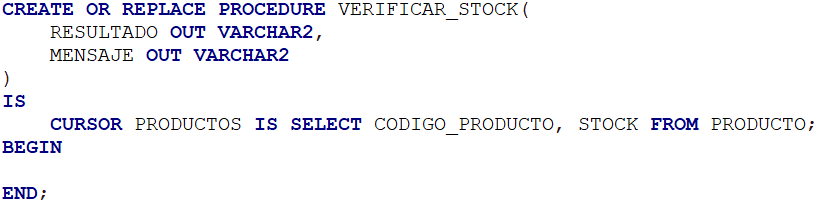 CREATE OR REPLACE PROCEDURE VERIFICAR_STOCK(
    RESULTADO OUT VARCHAR2,
    MENSAJE OUT VARCHAR2
)
IS
    CURSOR PRODUCTOS IS SELECT CODIGO_PRODUCTO, STOCK FROM PRODUCTO;
BEGIN

END;